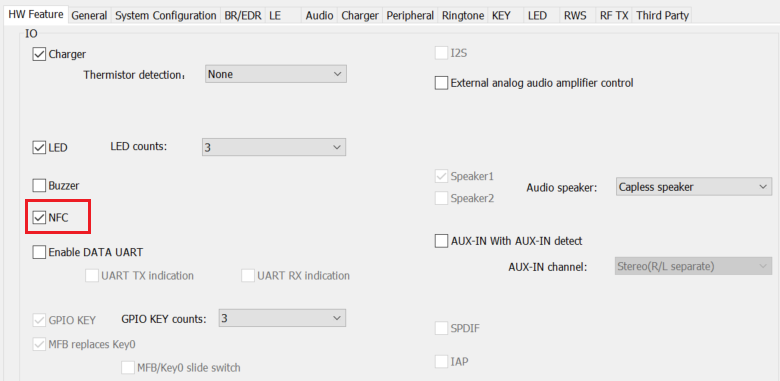 HW Feature General System Configuration BR/EDR LE Audio Charger Peripheral Ringtone KEY LED RWS RF TX Third Party
IO
Charger
Thermistor detection: None
LED LED counts: 3
Buzzer
NFC
Enable DATA UART
UART TX indication UART RX indication
GPIO KEY GPIO KEY counts: 3
MFB replaces Key0
MFB/Key0 slide switch
I2S
External analog audio amplifier control
Speaker1
Speaker2
Audio speaker: Capless speaker
AUX-IN With AUX-IN detect
AUX-IN channel: Stereo(R/L separate)
SPDIF
IAP